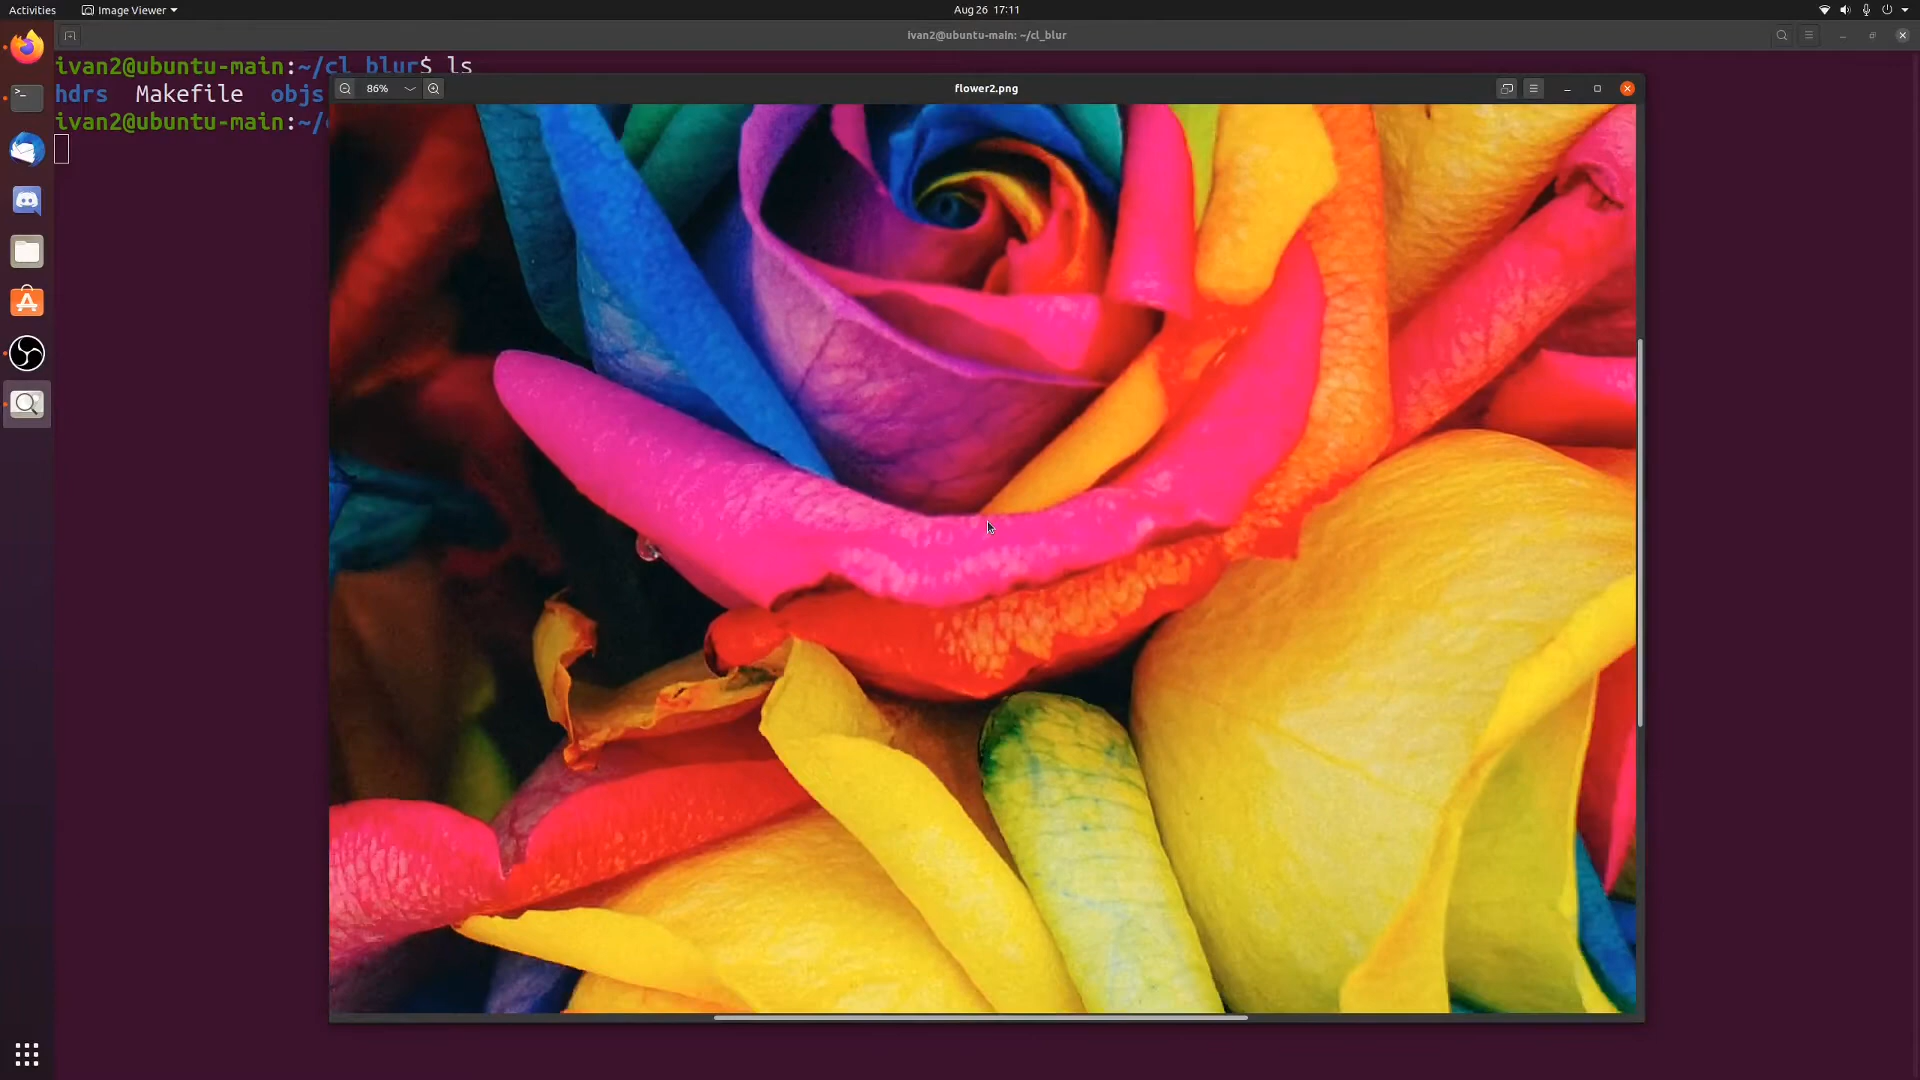 Activities Image Viewer Aug 26 17:11
ivan2@ubuntu-main: ~/cl_blur
ivan2@ubuntu-main:~/cl_blur$ ls
86% flower2.png
hdrs Makefile objs
ivan2@ubuntu-main:~/